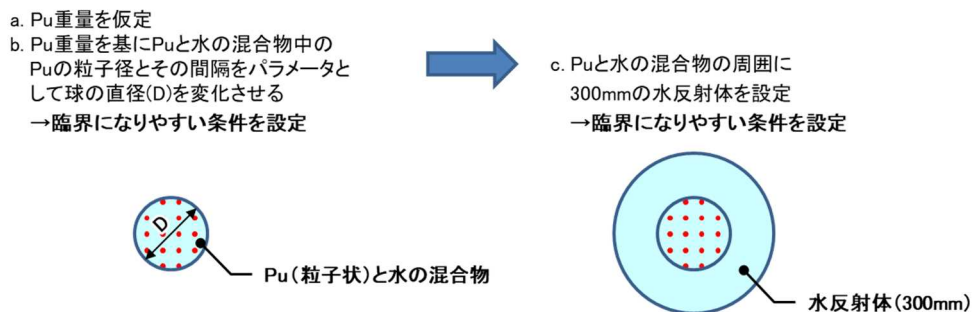 a. Pu重量を仮定
b. Pu重量を基にPuと水の混合物中の
Puの粒子径とその間隔をパラメータと
して球の直径(D)を変化させる
→臨界になりやすい条件を設定
c. Puと水の混合物の周囲に
300mmの水反射体を設定
→臨界になりやすい条件を設定
D
Pu(粒子状)と水の混合物
水反射体(300mm)